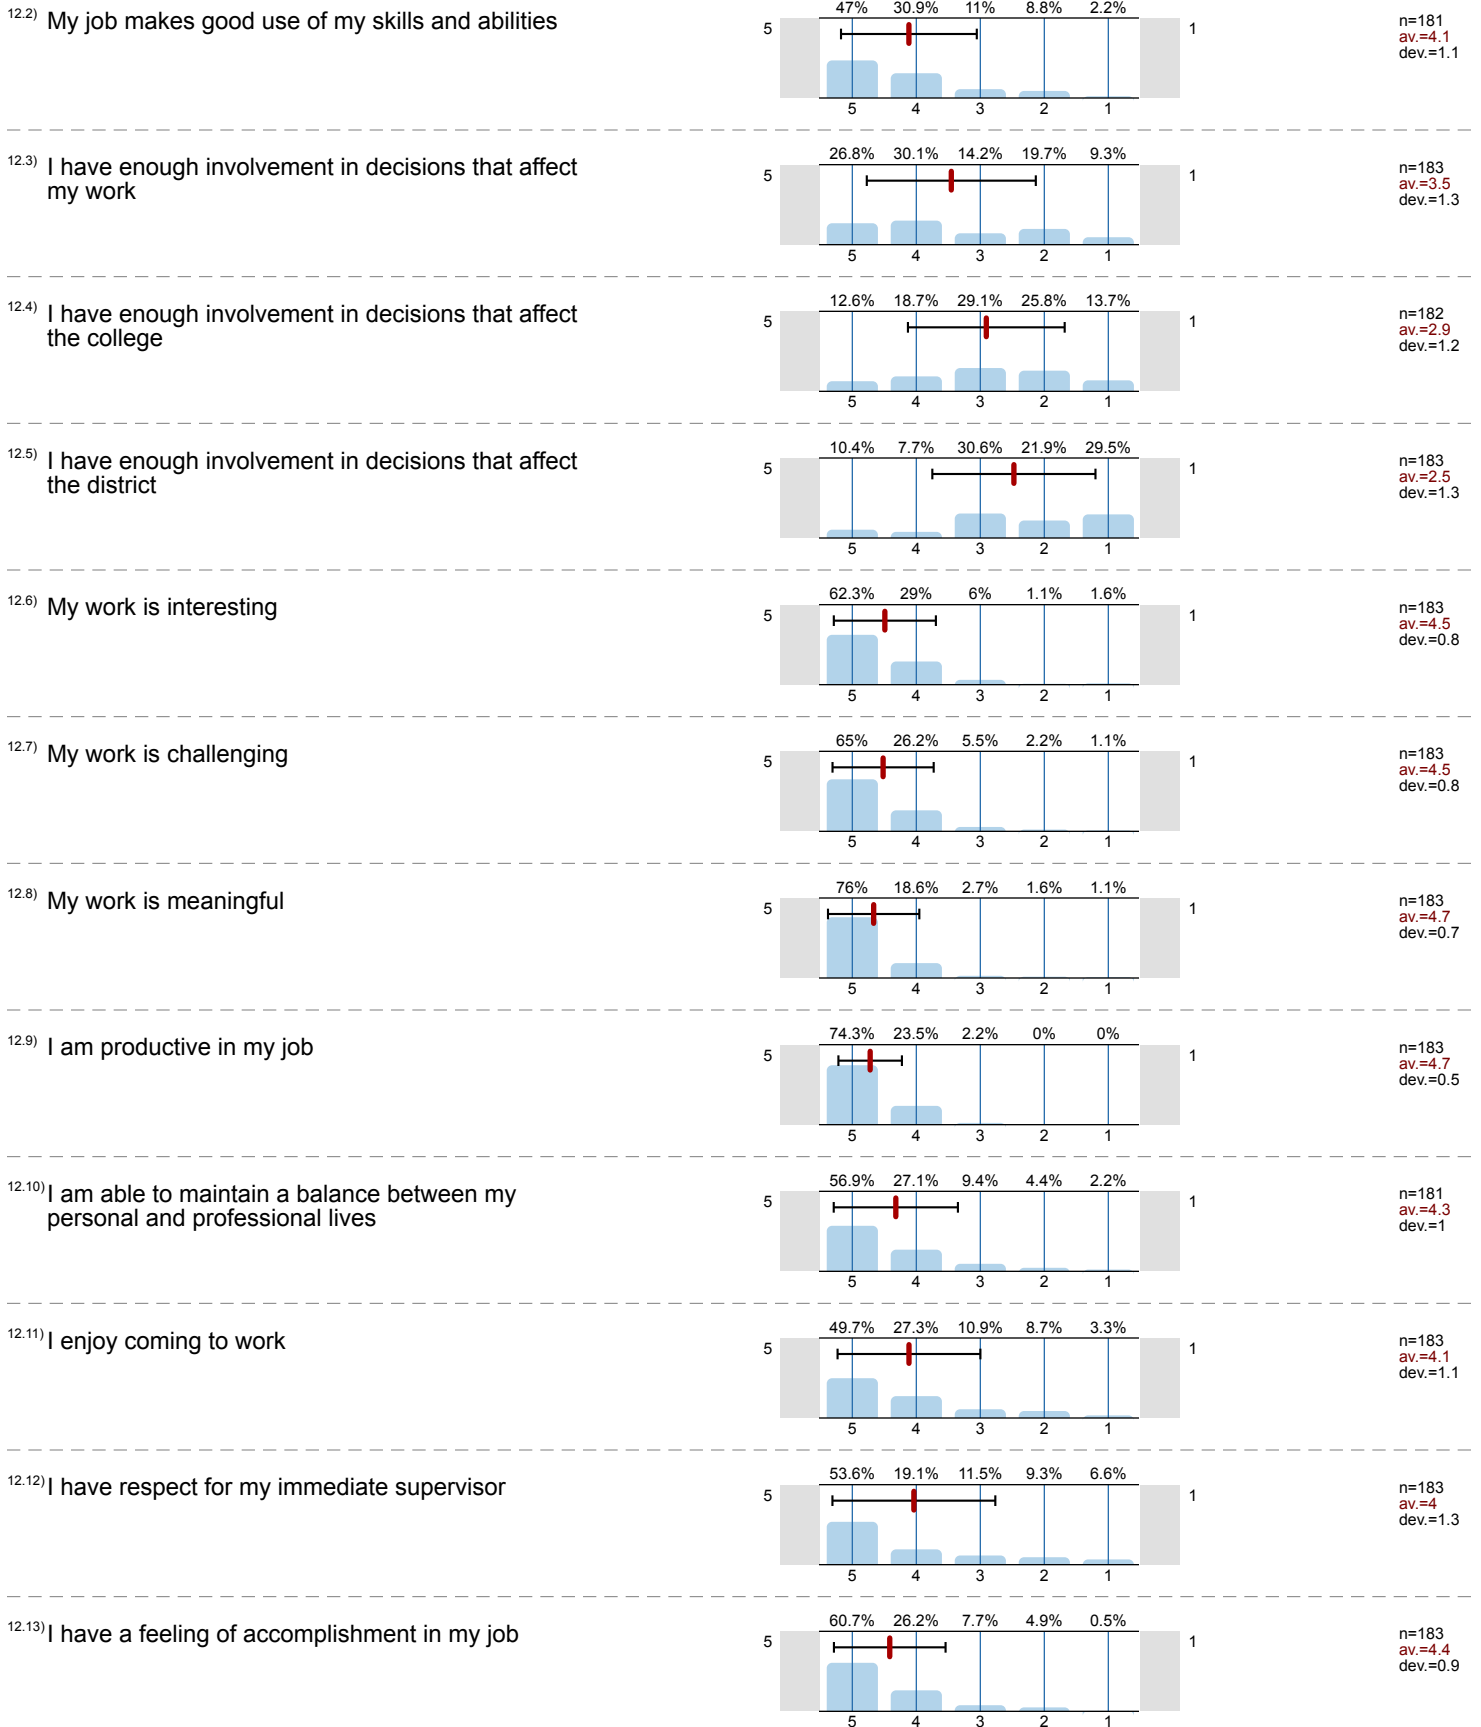 12.2) My job makes good use of my skills and abilities
47% 30.9% 11% 8.8% 2.2%
5 1
n=181
av.=4.1
dev.=1.1
5 4 3 2 1
12.3) I have enough involvement in decisions that affect
my work
26.8% 30.1% 14.2% 19.7% 9.3%
5 1
n=183
av.=3.5
dev.=1.3
5 4 3 2 1
12.4) I have enough involvement in decisions that affect
the college
12.6% 18.7% 29.1% 25.8% 13.7%
5 1
n=182
av.=2.9
dev.=1.2
5 4 3 2 1
12.5) I have enough involvement in decisions that affect
the district
10.4% 7.7% 30.6% 21.9% 29.5%
5 1
n=183
av.=2.5
dev.=1.3
5 4 3 2 1
12.6) My work is interesting
62.3% 29% 6% 1.1% 1.6%
5 1
n=183
av.=4.5
dev.=0.8
5 4 3 2 1
12.7) My work is challenging
65% 26.2% 5.5% 2.2% 1.1%
5 1
n=183
av.=4.5
dev.=0.8
5 4 3 2 1
12.8) My work is meaningful
76% 18.6% 2.7% 1.6% 1.1%
5 1
n=183
av.=4.7
dev.=0.7
5 4 3 2 1
12.9) I am productive in my job
74.3% 23.5% 2.2% 0% 0%
5 1
n=183
av.=4.7
dev.=0.5
5 4 3 2 1
12.10) I am able to maintain a balance between my
personal and professional lives
56.9% 27.1% 9.4% 4.4% 2.2%
5 1
n=181
av.=4.3
dev.=1
5 4 3 2 1
12.11) I enjoy coming to work
49.7% 27.3% 10.9% 8.7% 3.3%
5 1
n=183
av.=4.1
dev.=1.1
5 4 3 2 1
12.12) I have respect for my immediate supervisor
53.6% 19.1% 11.5% 9.3% 6.6%
5 1
n=183
av.=4
dev.=1.3
5 4 3 2 1
12.13) I have a feeling of accomplishment in my job
60.7% 26.2% 7.7% 4.9% 0.5%
5 1
n=183
av.=4.4
dev.=0.9
5 4 3 2 1